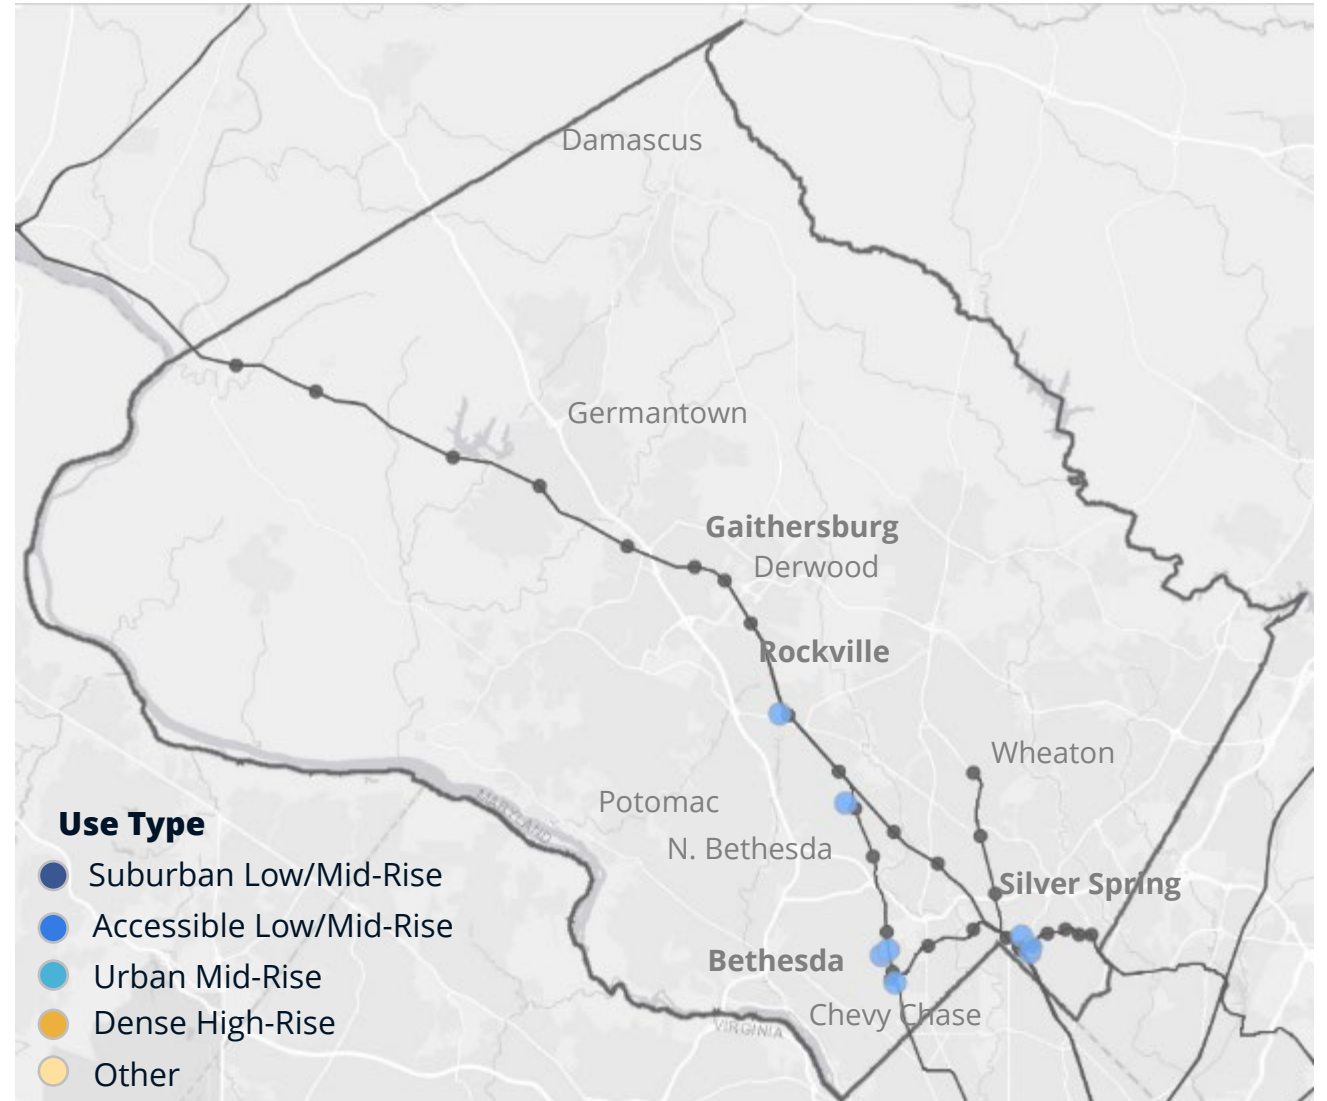 Damascus
Germantown
Gaithersburg
Derwood
Rockville
Wheaton
Potomac
N. Bethesda
Silver Spring
Bethesda
Chevy Chase
MARYLAND
VIRGINIA
Use Type
Suburban Low/Mid-Rise
Accessible Low/Mid-Rise
Urban Mid-Rise
Dense High-Rise
Other